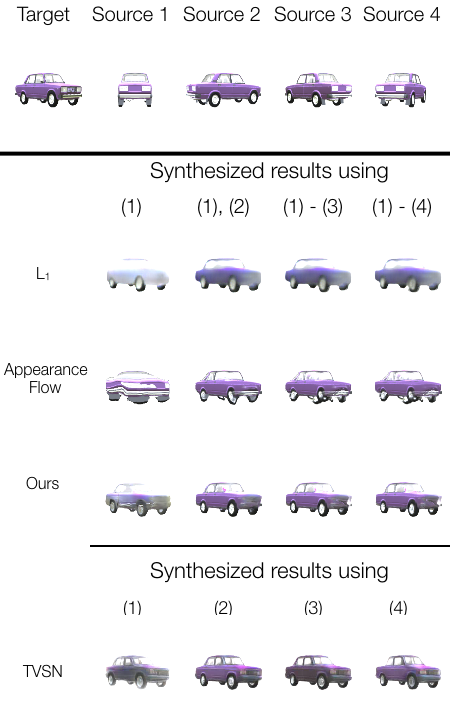 Target Source 1 Source 2 Source 3 Source 4
Synthesized results using
(1) (1), (2) (1) - (3) (1) - (4)
L₁
Appearance
Flow
Ours
Synthesized results using
(1) (2) (3) (4)
TVSN